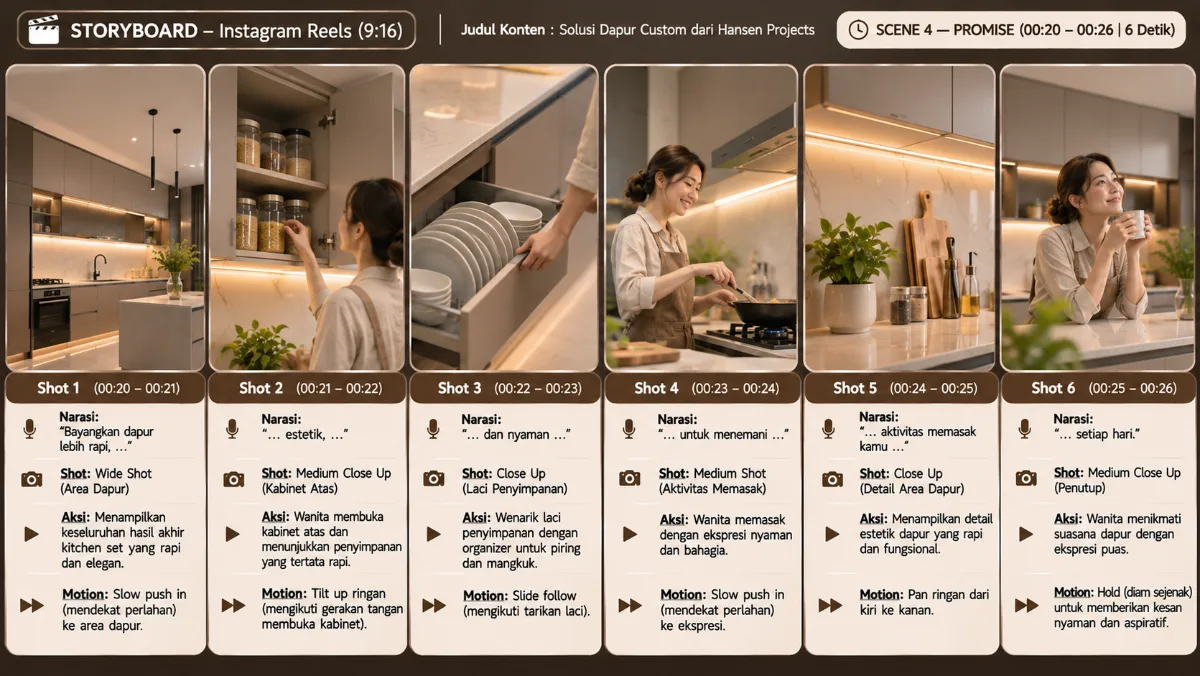 STORYBOARD – Instagram Reels (9:16)
Judul Konten : Solusi Dapur Custom dari Hansen Projects
SCENE 4 — PROMISE (00:20 – 00:26 | 6 Detik)
Shot 1 (00:20 – 00:21)
Narasi:
“Bayangkan dapur
lebih rapi, ...”
Shot: Wide Shot
(Area Dapur)
Aksi: Menampilkan
keseluruhan hasil akhir
kitchen set yang rapi
dan elegan.
Motion: Slow push in
(mendekat perlahan)
ke area dapur.
Shot 2 (00:21 – 00:22)
Narasi:
“... estetik, ...”
Shot: Medium Close Up
(Kabinet Atas)
Aksi: Wanita membuka
kabinet atas dan
menunjukkan penyimpanan
yang tertata rapi.
Motion: Tilt up ringan
(mengikuti gerakan tangan
membuka kabinet).
Shot 3 (00:22 – 00:23)
Narasi:
“... dan nyaman ...”
Shot: Close Up
(Laci Penyimpanan)
Aksi: Wenarik laci
penyimpanan dengan
organizer untuk piring
dan mangkuk.
Motion: Slide follow
(mengikuti tarikan laci).
Shot 4 (00:23 – 00:24)
Narasi:
“... untuk menemani ...”
Shot: Medium Shot
(Aktivitas Memasak)
Aksi: Wanita memasak
dengan ekspresi nyaman
dan bahagia.
Motion: Slow push in
(mendekat perlahan)
ke ekspresi.
Shot 5 (00:24 – 00:25)
Narasi:
“... aktivitas memasak
kamu ...”
Shot: Close Up
(Detail Area Dapur)
Aksi: Menampilkan detail
estetik dapur yang rapi
dan fungsional.
Motion: Pan ringan dari
kiri ke kanan.
Shot 6 (00:25 – 00:26)
Narasi:
“... setiap hari.”
Shot: Medium Close Up
(Penutup)
Aksi: Wanita menikmati
suasana dapur dengan
ekspresi puas.
Motion: Hold (diam sejenak)
untuk memberikan kesan
nyaman dan aspiratif.